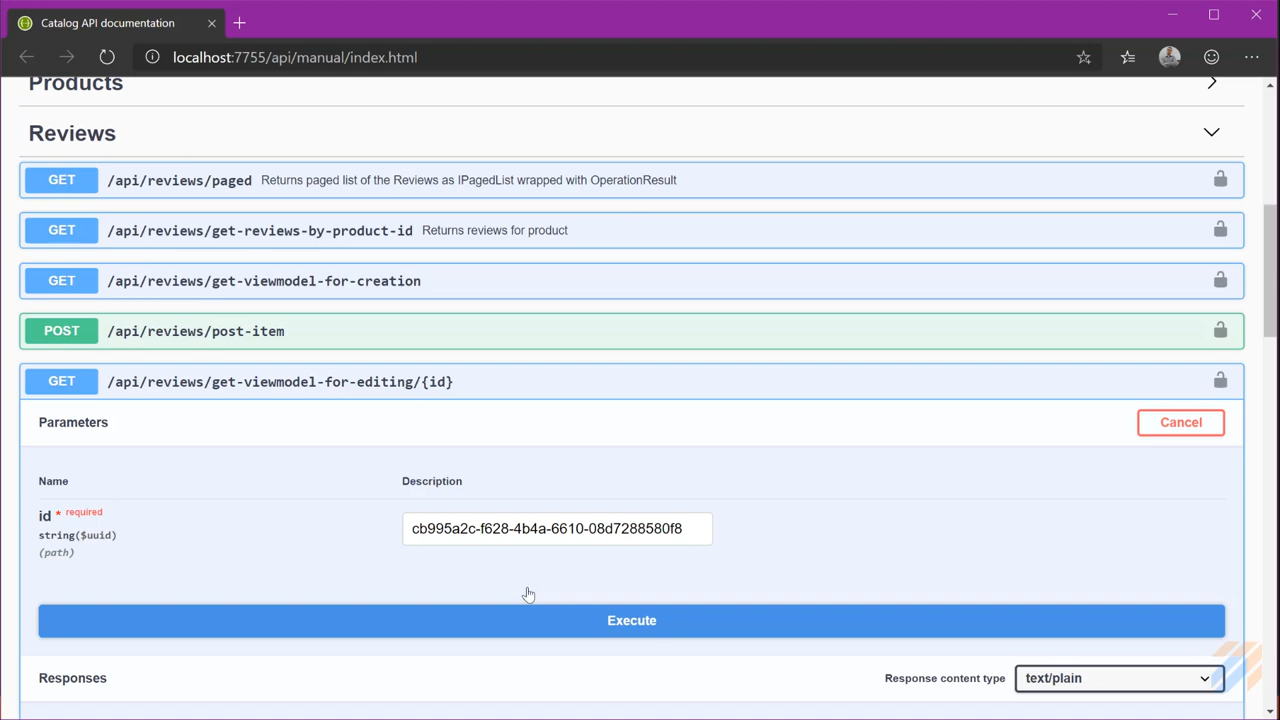 Catalog API documentation
localhost:7755/api/manual/index.html
Products
Reviews
GET /api/reviews/paged Returns paged list of the Reviews as IPagedList wrapped with OperationResult
GET /api/reviews/get-reviews-by-product-id Returns reviews for product
GET /api/reviews/get-viewmodel-for-creation
POST /api/reviews/post-item
GET /api/reviews/get-viewmodel-for-editing/{id}
Parameters Cancel
Name Description
id * required
string($uuid)
(path)
cb995a2c-f628-4b4a-6610-08d7288580f8
Execute
Responses Response content type text/plain